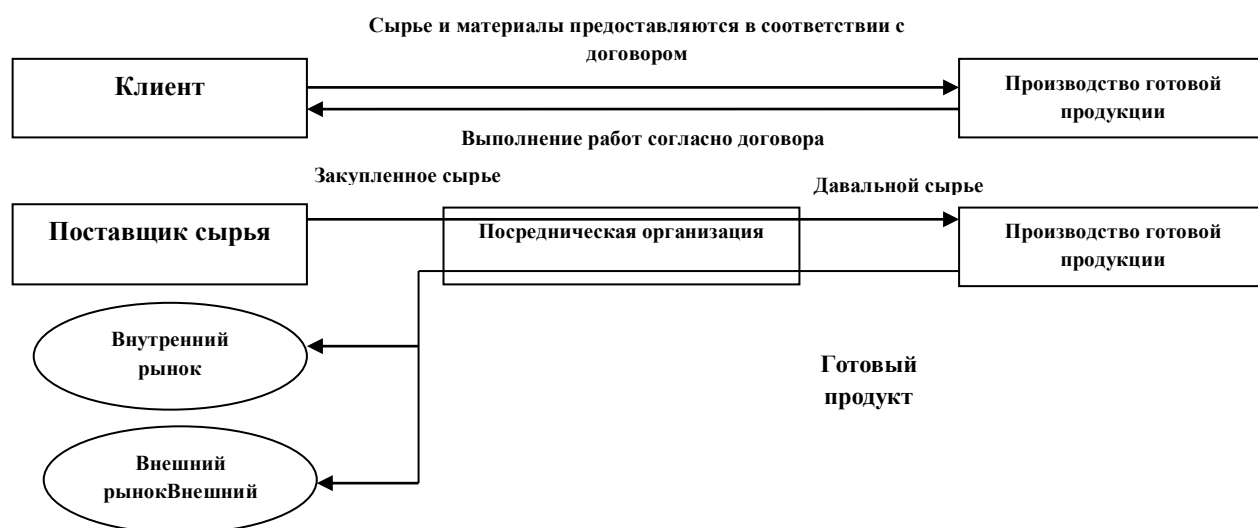 Сырье и материалы предоставляются в соответствии с
договором
Клиент
Производство готовой
продукции
Выполнение работ согласно договора
Закупленное сырье
Давальной сырье
Поставщик сырья
Посредническая организация
Производство готовой
продукции
Внутренний
рынок
Готовый
продукт
Внешний
рынокВнешний